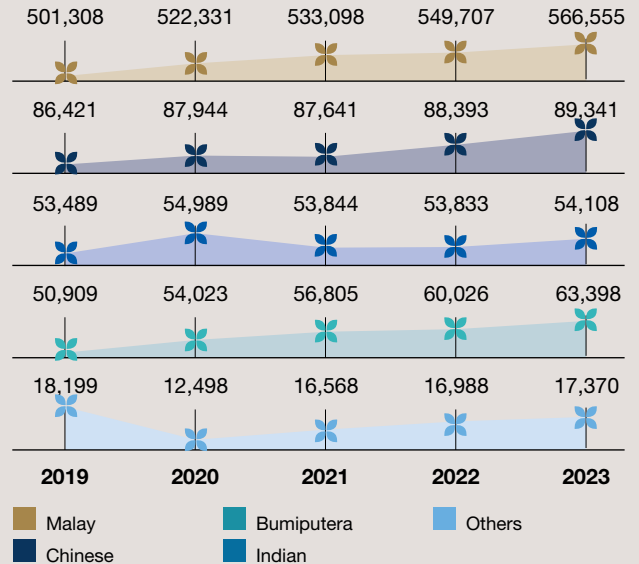 501,308 522,331 533,098 549,707 566,555
86,421 87,944 87,641 88,393 89,341
53,489 54,989 53,844 53,833 54,108
50,909 54,023 56,805 60,026 63,398
18,199 12,498 16,568 16,988 17,370
2019 2020 2021 2022 2023
Malay Bumiputera Others
Chinese Indian